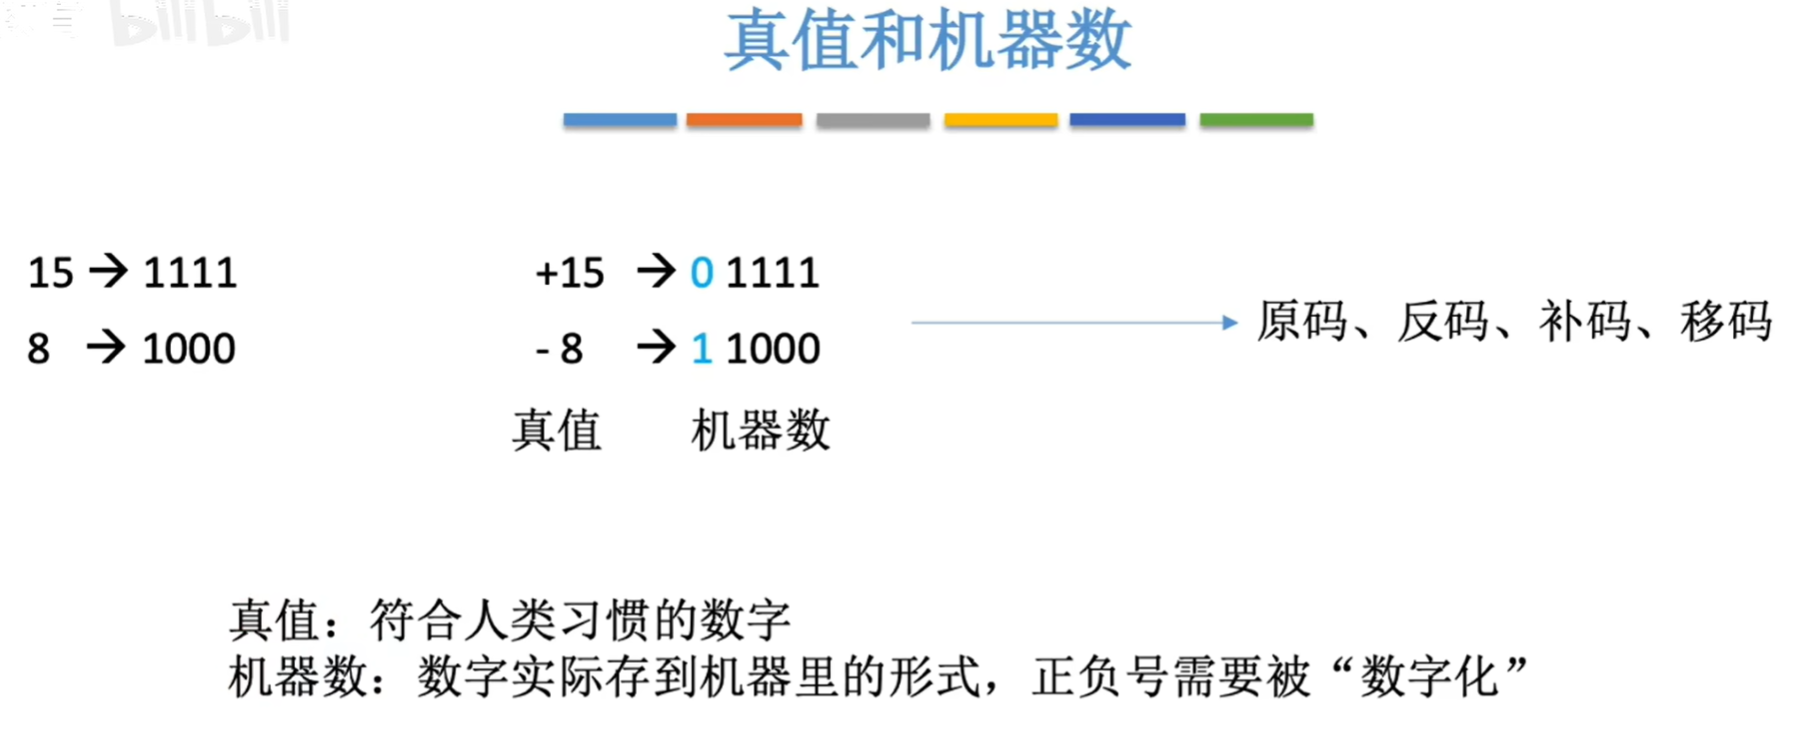 bilibili
真值和机器数
15 → 1111
8 → 1000
+15 → 0 1111
- 8 → 1 1000
真值 机器数
原码、反码、补码、移码
真值：符合人类习惯的数字
机器数：数字实际存到机器里的形式，正负号需要被“数字化”